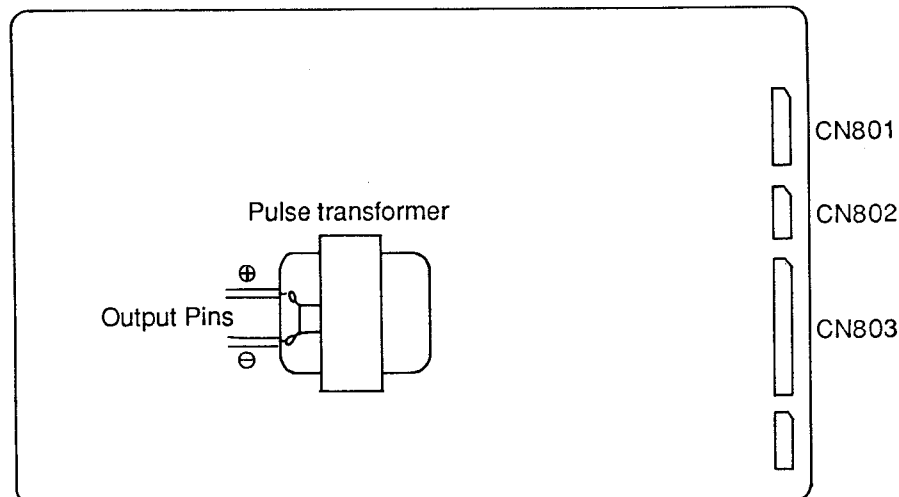 CN801
Pulse transformer
CN802
⊕
Output Pins
CN803
⊖